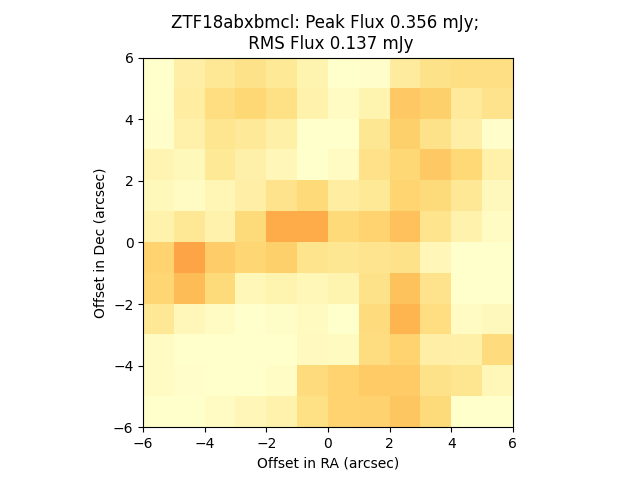 ZTF18abxbmcl: Peak Flux 0.356 mJy;
RMS Flux 0.137 mJy
6
4
2
0
−2
−4
−6
Offset in Dec (arcsec)
−6 −4 −2 0 2 4 6
Offset in RA (arcsec)